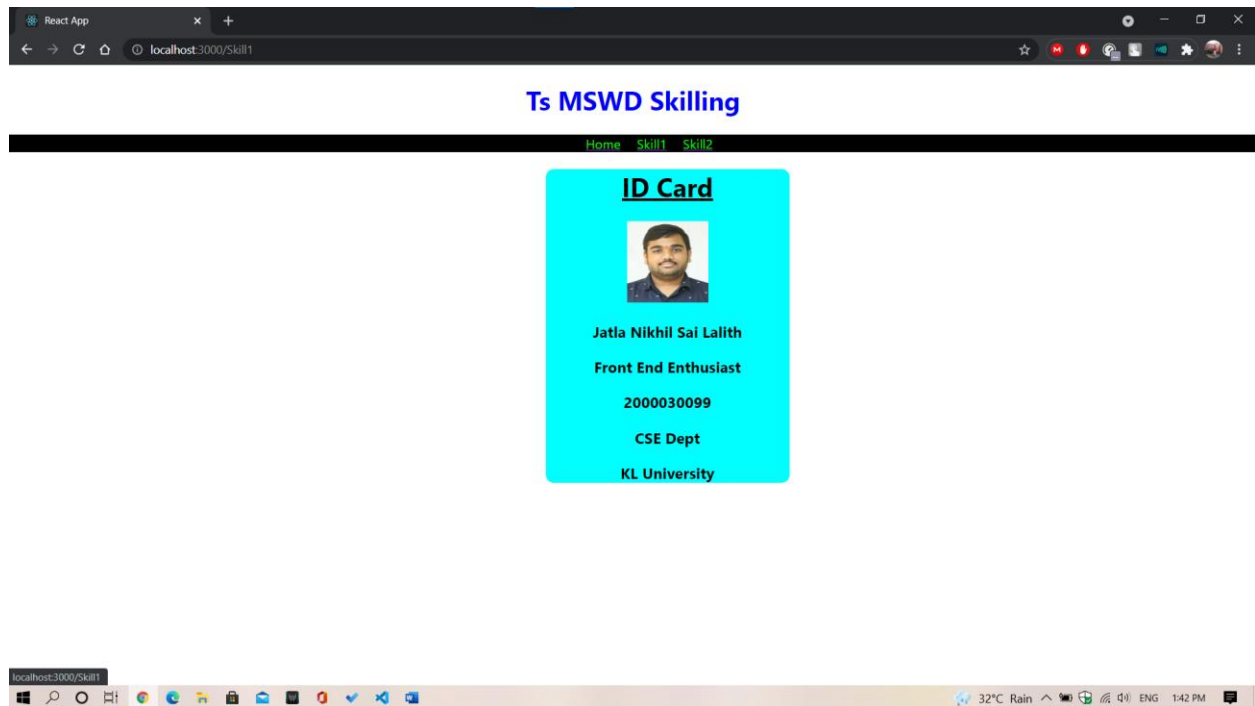 React App
localhost:3000/Skill1
Ts MSWD Skilling
Home Skill1 Skill2
ID Card
Jatla Nikhil Sai Lalith
Front End Enthusiast
2000030099
CSE Dept
KL University
localhost:3000/Skill1
32°C Rain ENG 1:42 PM